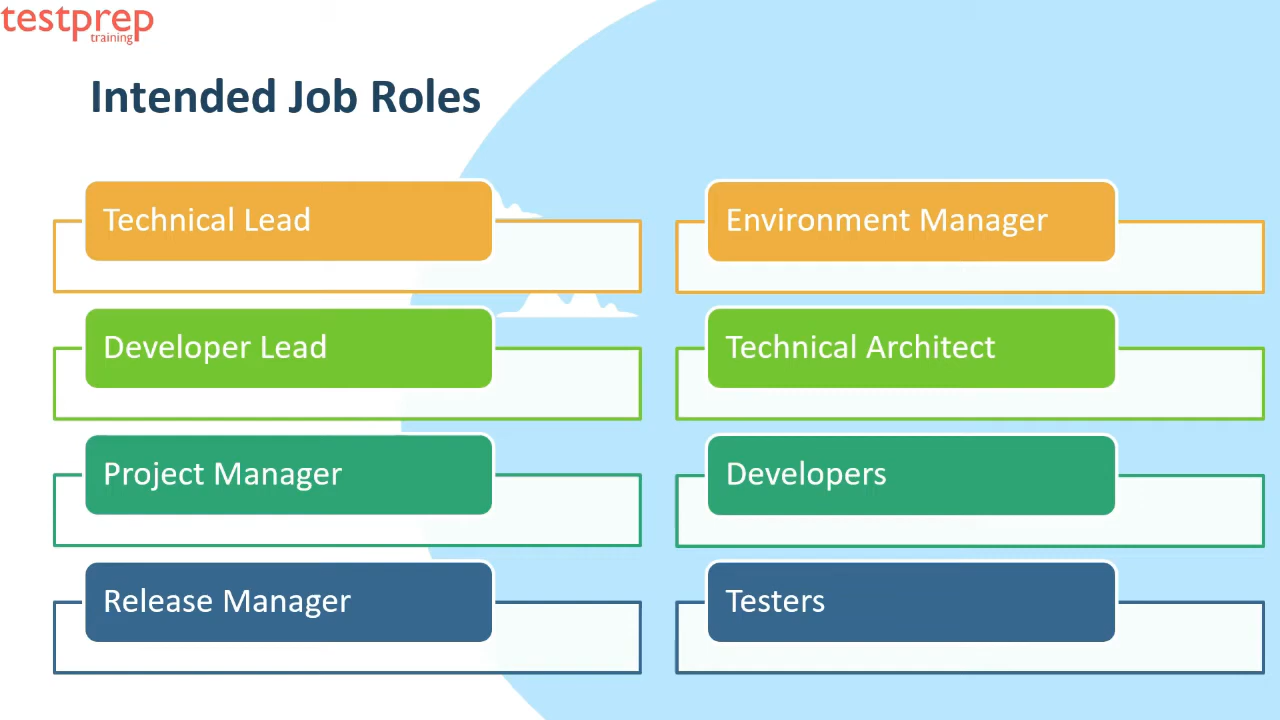 testprep
training
Intended Job Roles
Technical Lead
Developer Lead
Project Manager
Release Manager
Environment Manager
Technical Architect
Developers
Testers